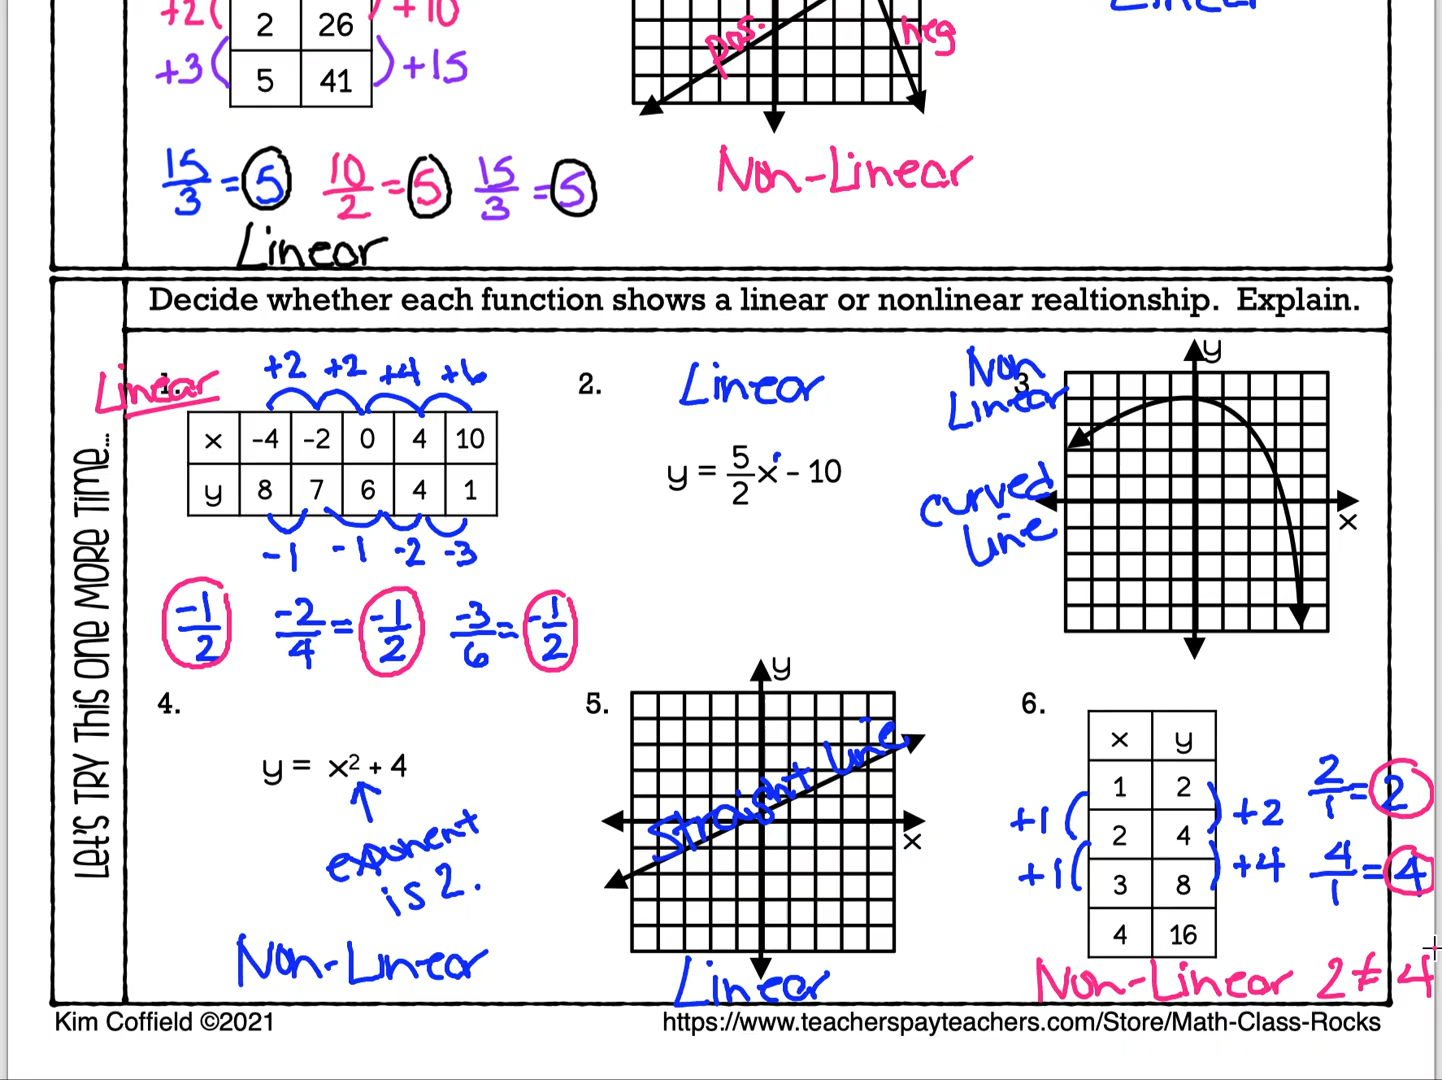 +2 ( 2 26 ) +10
+3 ( 5 41 ) +15
pos. neg
Linear
15/3 = 5 10/2 = 5 15/3 = 5
Linear
Non-Linear
Decide whether each function shows a linear or nonlinear realtionship. Explain.
LET'S TRY THIS ONE MORE TIME...
Linear
1.
+2 +2 +4 +6
x -4 -2 0 4 10
y 8 7 6 4 1
-1 -1 -2 -3
-1/2 -2/4 = -1/2 -3/6 = -1/2
2.
Linear
y = 5/2 x - 10
3.
Non
Linear
curved
Line
y
x
4.
y = x² + 4
exponent
is 2.
Non-Linear
5.
y
x
Straight Line
Linear
6.
x y
1 2
2 4
3 8
4 16
+1 ( ) +2 2/1 = 2
+1 ( ) +4 4/1 = 4
Non-Linear 2 ≠ 4
Kim Coffield ©2021
https://www.teacherspayteachers.com/Store/Math-Class-Rocks